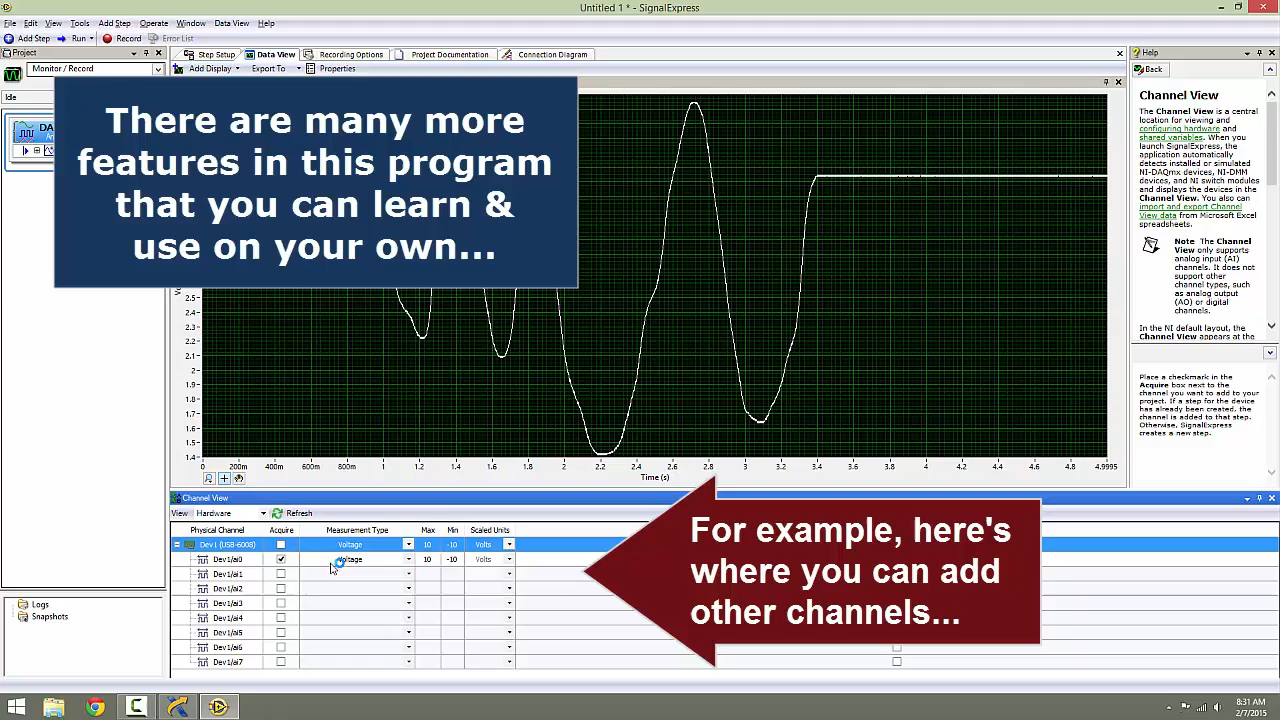 Untitled 1 * - SignalExpress
File Edit View Tools Add Step Operate Window Data View Help
Add Step Run Record Error List
Project
Monitor / Record
Idle
Step Setup Data View Recording Options Project Documentation Connection Diagram
Add Display Export To Properties
There are many more
features in this program
that you can learn &
use on your own...
2.5
2.3
2.1
1.9
1.8
1.7
1.5
1.4
0 200m 400m 600m 800m 1 1.2 1.4 1.6 1.8 2 2.2 2.4 2.6 2.8 3 3.2 3.4 3.6 3.8 4 4.2 4.4 4.6 4.8 4.9995
Time (s)
Channel View
View Hardware Refresh
Physical Channel Acquire Measurement Type Max Min Scaled Units
Dev1 (USB-6008) Voltage 10 -10 Volts
Dev1/ai0 Voltage 10 -10 Volts
Dev1/ai1
Dev1/ai2
Dev1/ai3
Dev1/ai4
Dev1/ai5
Dev1/ai6
Dev1/ai7
For example, here's
where you can add
other channels...
Logs
Snapshots
Help
Back
Channel View
The Channel View is a central
location for viewing and
configuring hardware and
shared variables. When you
launch SignalExpress, the
application automatically
detects installed or simulated
NI-DAQmx devices, NI-DMM
devices, and NI switch modules
and displays the devices in the
Channel View. You also can
import and export Channel
View data from Microsoft Excel
spreadsheets.
Note The Channel
View only supports
analog input (AI)
channels. It does not
support other
channel types, such
as analog output
(AO) or digital
channels.
In the NI default layout, the
Channel View appears at the
Place a checkmark in the
Acquire box next to the
channel you want to add to your
project. If a step for the device
has already been created, the
channel is added to that step.
Otherwise, SignalExpress
creates a new step.
8:31 AM
2/7/2015